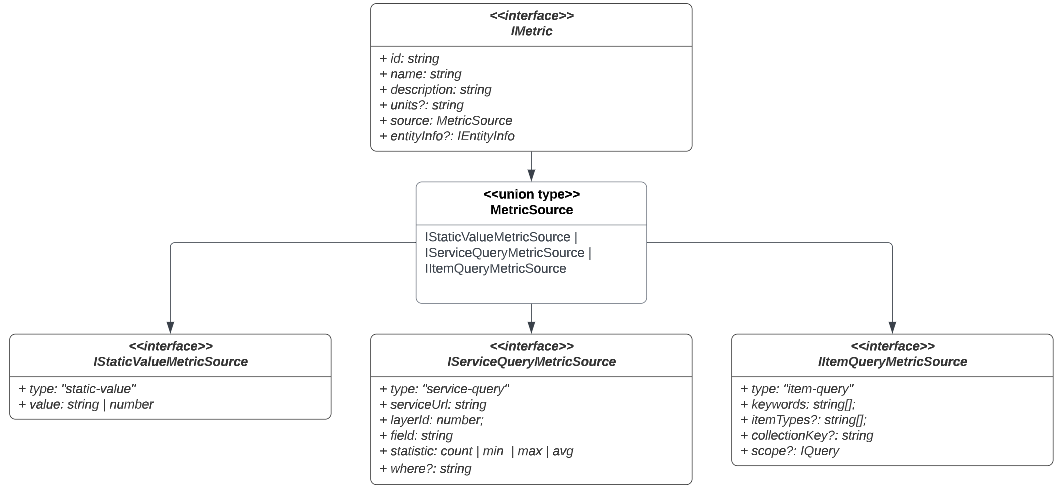 <<interface>>
IMetric
+ id: string
+ name: string
+ description: string
+ units?: string
+ source: MetricSource
+ entityInfo?: IEntityInfo
<<union type>>
MetricSource
IStaticValueMetricSource |
IServiceQueryMetricSource |
IItemQueryMetricSource
<<interface>>
IStaticValueMetricSource
+ type: "static-value"
+ value: string | number
<<interface>>
IServiceQueryMetricSource
+ type: "service-query"
+ serviceUrl: string
+ layerId: number;
+ field: string
+ statistic: count | min | max | avg
+ where?: string
<<interface>>
IItemQueryMetricSource
+ type: "item-query"
+ keywords: string[];
+ itemTypes?: string[];
+ collectionKey?: string
+ scope?: IQuery